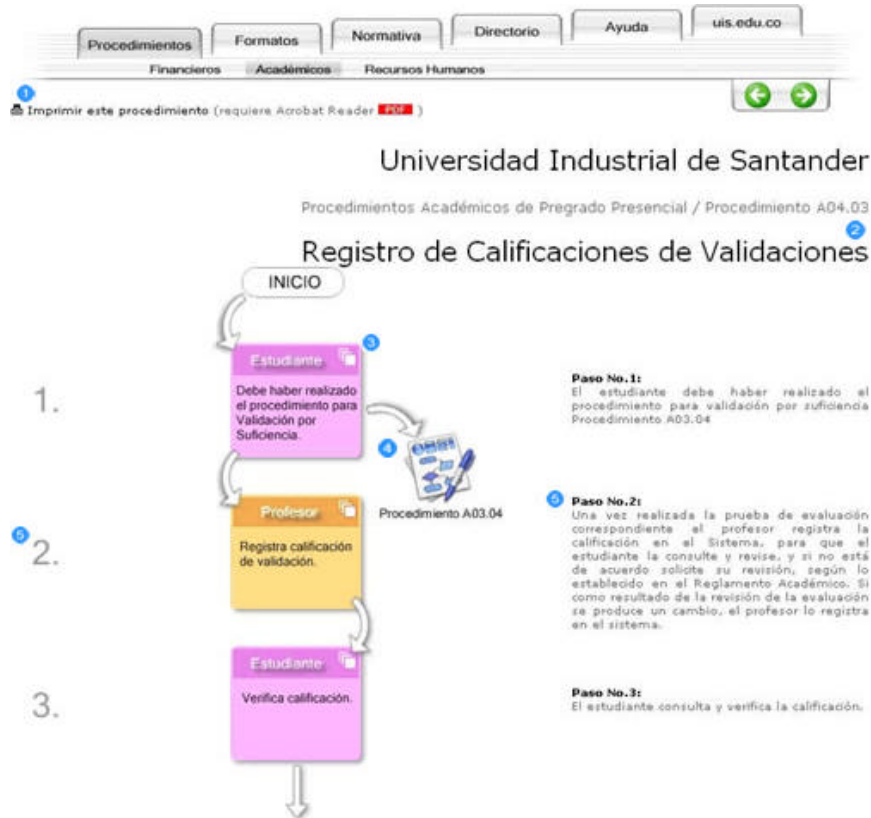 Procedimientos Formatos Normativa Directorio Ayuda uis.edu.co
Financieros Académicos Recursos Humanos
1
Imprimir este procedimiento (requiere Acrobat Reader PDF )
Universidad Industrial de Santander
Procedimientos Académicos de Pregrado Presencial / Procedimiento A04.03
2
Registro de Calificaciones de Validaciones
INICIO
3
Estudiante
1.
Debe haber realizado
el procedimiento para
Validación por
Suficiencia.
4
Procedimiento A03.04
Paso No.1:
El estudiante debe haber realizado el
procedimiento para validación por suficiencia
Procedimiento A03.04
5
2.
Profesor
Registra calificación
de validación.
5
Paso No.2:
Una vez realizada la prueba de evaluación
correspondiente el profesor registra la
calificación en el Sistema, para que el
estudiante la consulte y revise, y si no está
de acuerdo solicite su revisión, según lo
establecido en el Reglamento Académico. Si
como resultado de la revisión de la evaluación
se produce un cambio, el profesor lo registra
en el sistema.
3.
Estudiante
Verifica calificación.
Paso No.3:
El estudiante consulta y verifica la calificación.